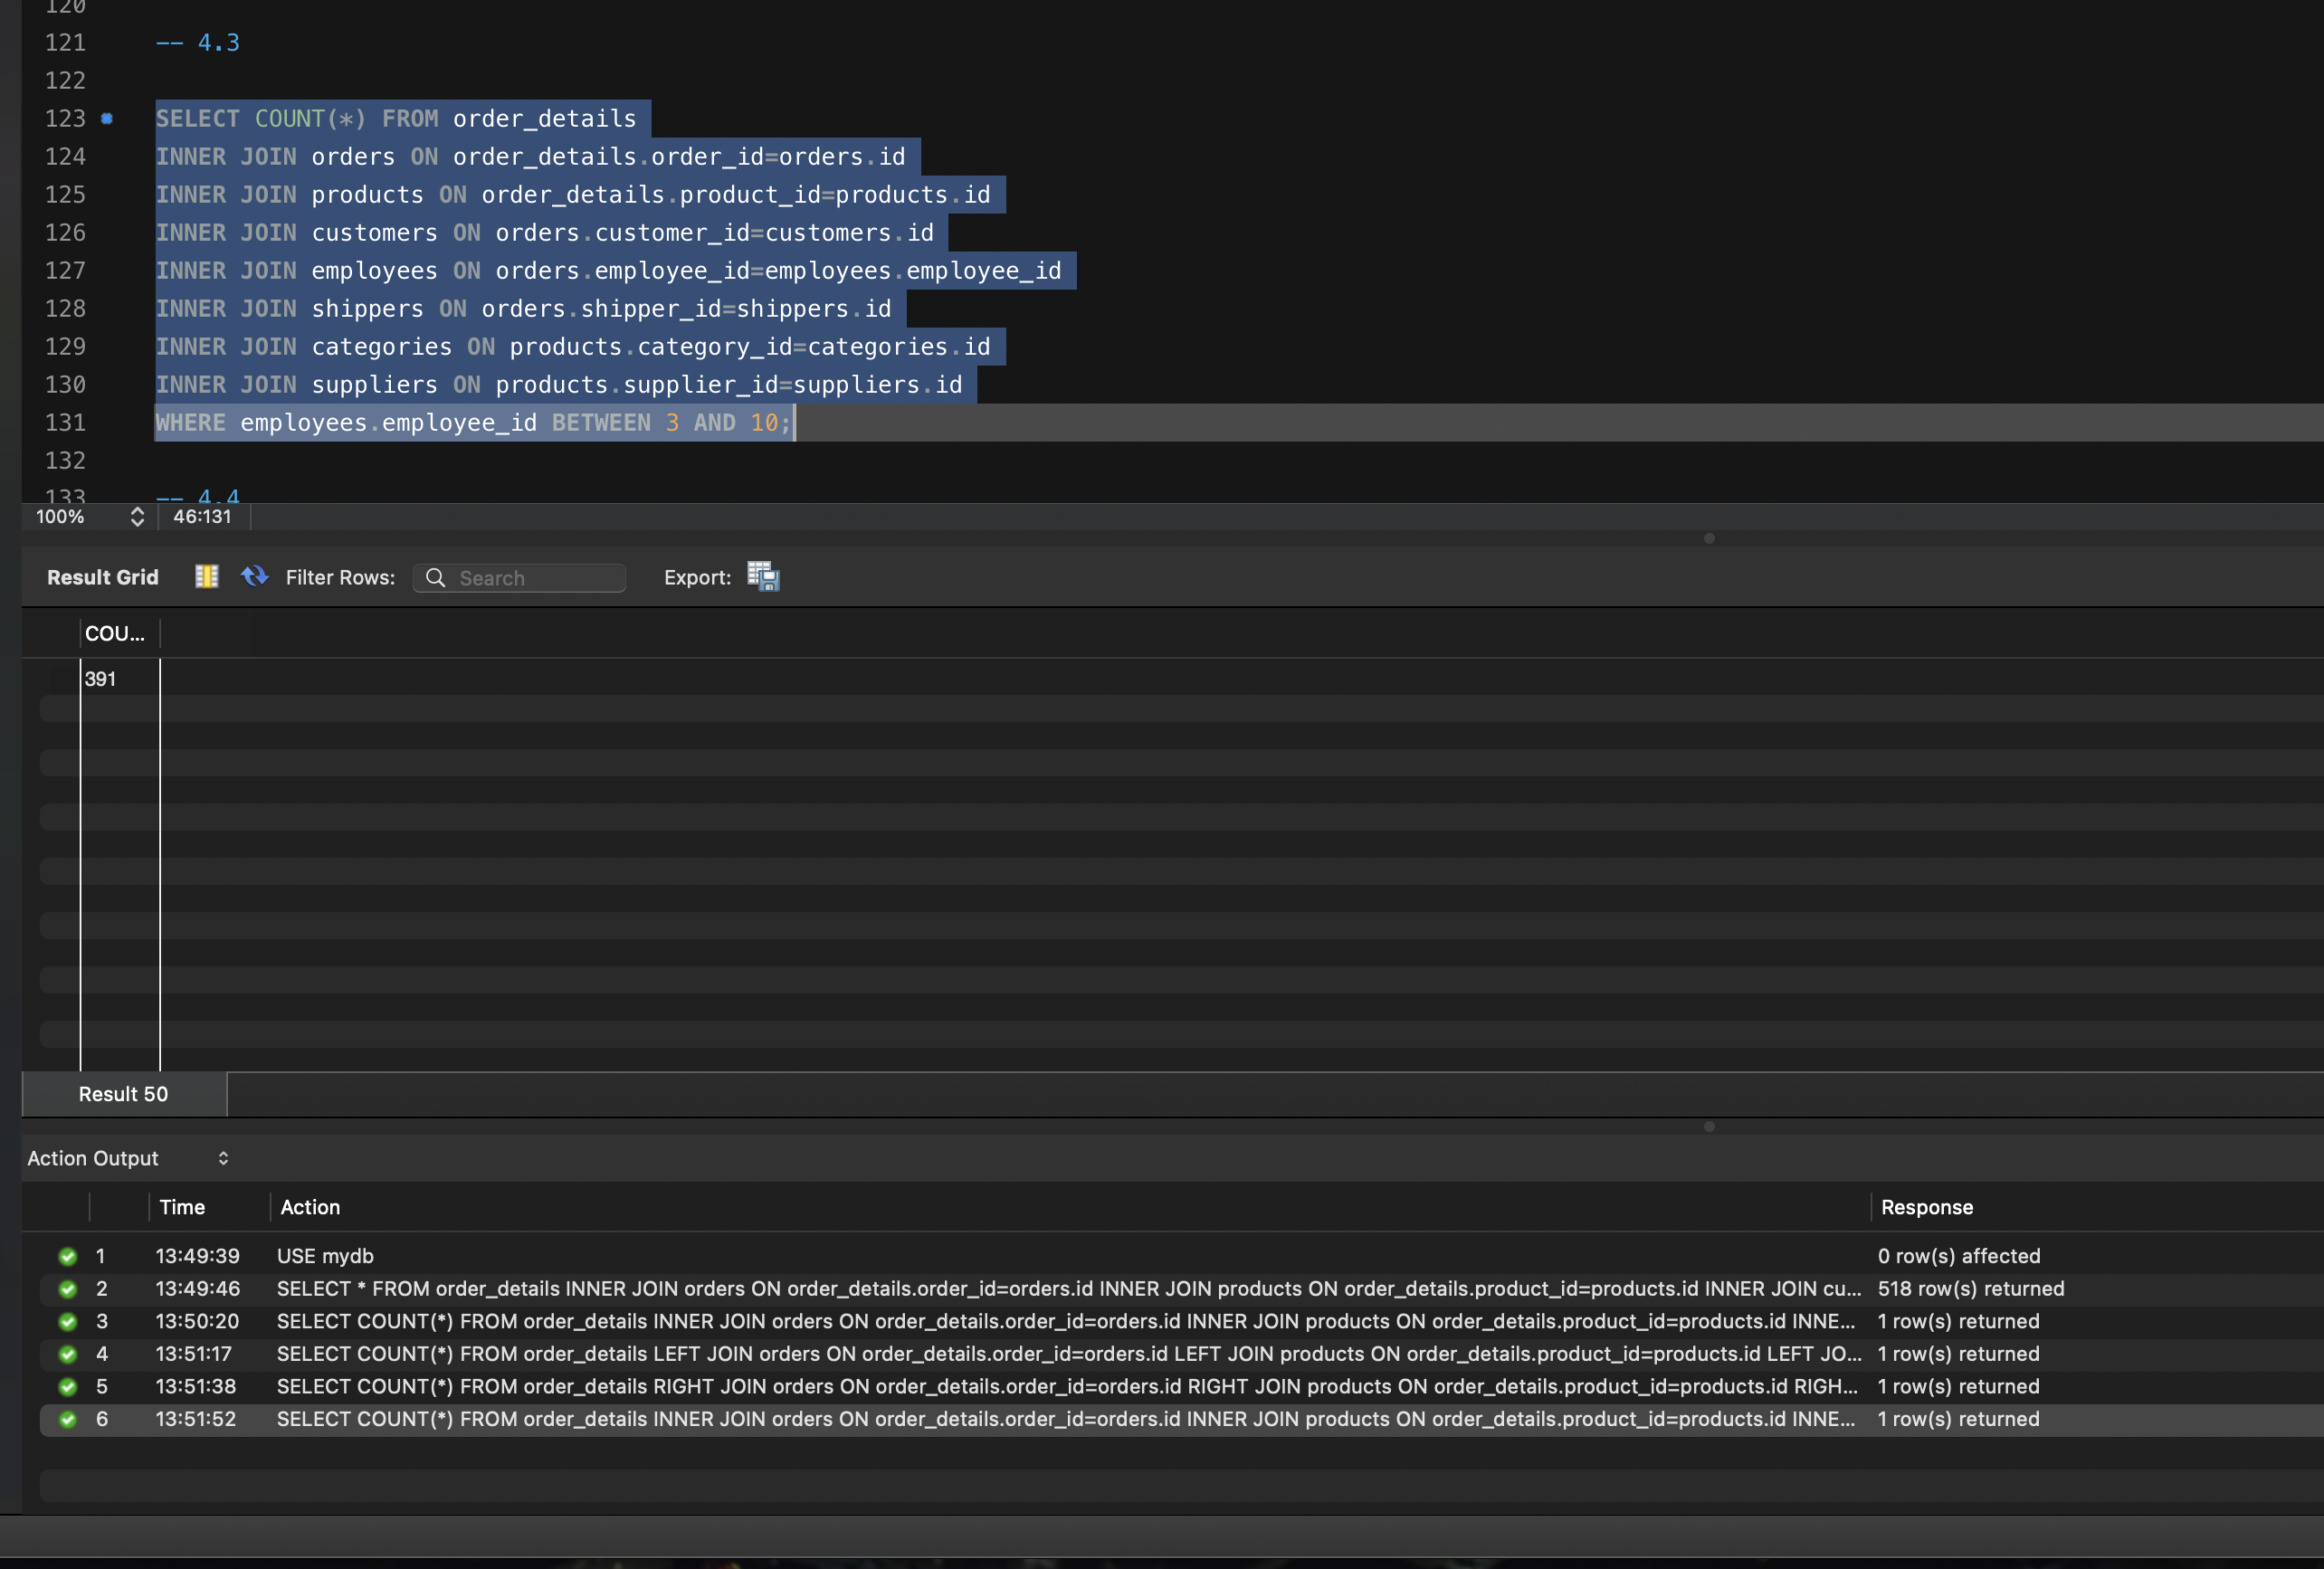 120
121 -- 4.3
122
123 SELECT COUNT(*) FROM order_details
124 INNER JOIN orders ON order_details.order_id=orders.id
125 INNER JOIN products ON order_details.product_id=products.id
126 INNER JOIN customers ON orders.customer_id=customers.id
127 INNER JOIN employees ON orders.employee_id=employees.employee_id
128 INNER JOIN shippers ON orders.shipper_id=shippers.id
129 INNER JOIN categories ON products.category_id=categories.id
130 INNER JOIN suppliers ON products.supplier_id=suppliers.id
131 WHERE employees.employee_id BETWEEN 3 AND 10;
132
133 -- 4.4
100% 46:131
Result Grid Filter Rows: Search Export:
COU...
391
Result 50
Action Output
Time Action Response
1 13:49:39 USE mydb 0 row(s) affected
2 13:49:46 SELECT * FROM order_details INNER JOIN orders ON order_details.order_id=orders.id INNER JOIN products ON order_details.product_id=products.id INNER JOIN cu... 518 row(s) returned
3 13:50:20 SELECT COUNT(*) FROM order_details INNER JOIN orders ON order_details.order_id=orders.id INNER JOIN products ON order_details.product_id=products.id INNE... 1 row(s) returned
4 13:51:17 SELECT COUNT(*) FROM order_details LEFT JOIN orders ON order_details.order_id=orders.id LEFT JOIN products ON order_details.product_id=products.id LEFT JO... 1 row(s) returned
5 13:51:38 SELECT COUNT(*) FROM order_details RIGHT JOIN orders ON order_details.order_id=orders.id RIGHT JOIN products ON order_details.product_id=products.id RIGH... 1 row(s) returned
6 13:51:52 SELECT COUNT(*) FROM order_details INNER JOIN orders ON order_details.order_id=orders.id INNER JOIN products ON order_details.product_id=products.id INNE... 1 row(s) returned